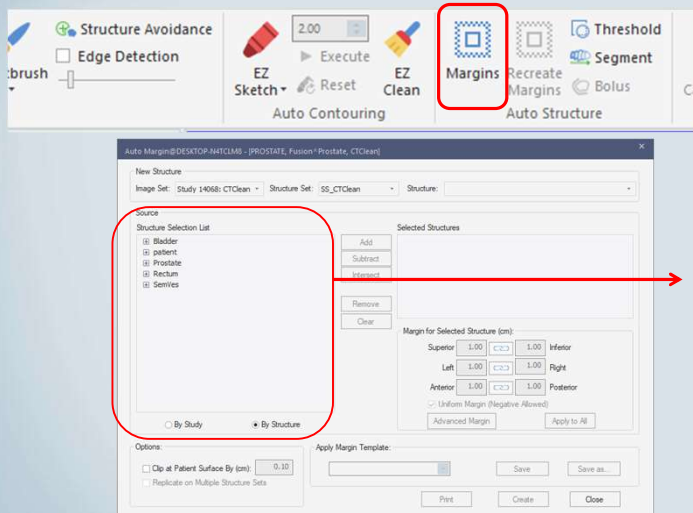 Structure Avoidance
Edge Detection
2.00
Execute
Reset
EZ
Sketch
EZ
Clean
Auto Contouring
Margins
Recreate
Margins
Threshold
Segment
Bolus
Auto Structure
Auto Margin@DESKTOP-N4TCLM8 - [PROSTATE, Fusion^Prostate, CTClean]
New Structure
Image Set: Study 14068: CTClean Structure Set: SS_CTClean Structure:
Source
Structure Selection List
Selected Structures
Bladder
patient
Prostate
Rectum
SemVes
Add
Subtract
Intersect
Remove
Clear
Margin for Selected Structure (cm):
Superior 1.00 1.00 Inferior
Left 1.00 1.00 Right
Anterior 1.00 1.00 Posterior
Uniform Margin (Negative Allowed)
Advanced Margin Apply to All
By Study By Structure
Options:
Clip at Patient Surface By (cm): 0.10
Replicate on Multiple Structure Sets
Apply Margin Template:
Save Save as...
Print Create Close